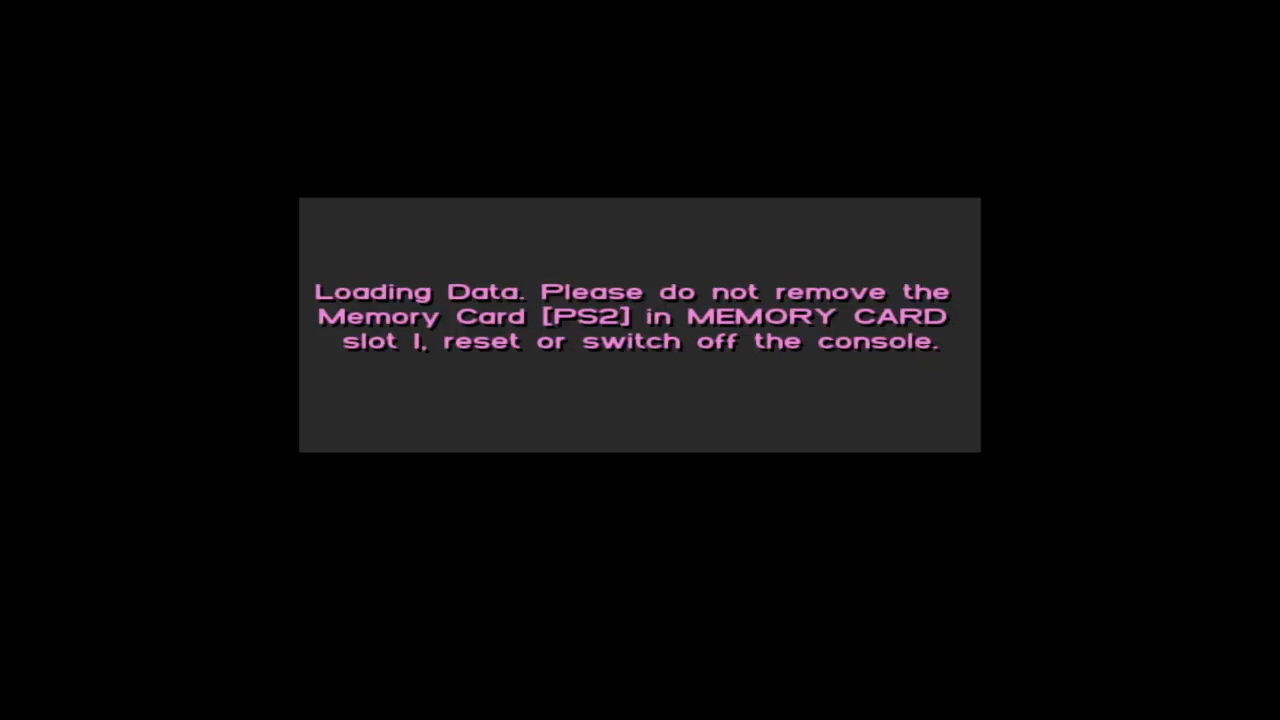 Loading Data. Please do not remove the
Memory Card [PS2] in MEMORY CARD
slot 1, reset or switch off the console.